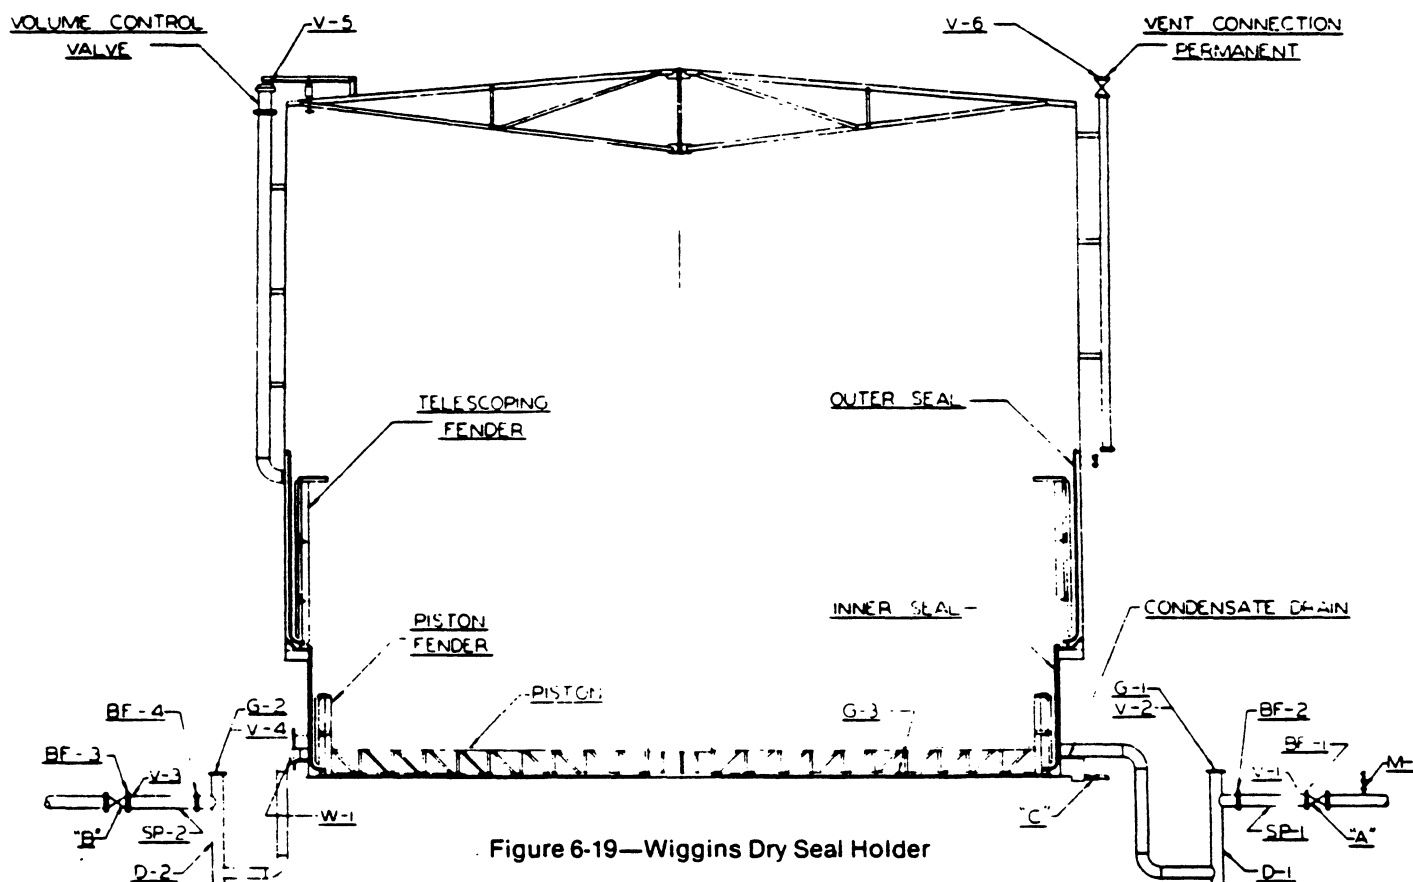 VOLUME CONTROL
VALVE
V-5
V-6
VENT CONNECTION
PERMANENT
TELESCOPING
FENDER
OUTER SEAL
PISTON
FENDER
INNER SEAL
CONDENSATE DRAIN
PISTON
G-3
BF-4
G-2
V-4
G-1
V-2
BF-2
BF-1
BF-3
V-3
V-1
"B"
SP-2
W-1
"C"
SP-1
"A"
D-2
D-1
Figure 6-19—Wiggins Dry Seal Holder